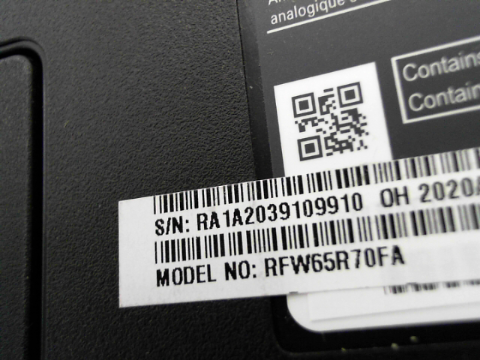 analogique
Contains
Contain
S/N: RA1A2039109910 OH 2020
MODEL NO: RFW65R70FA